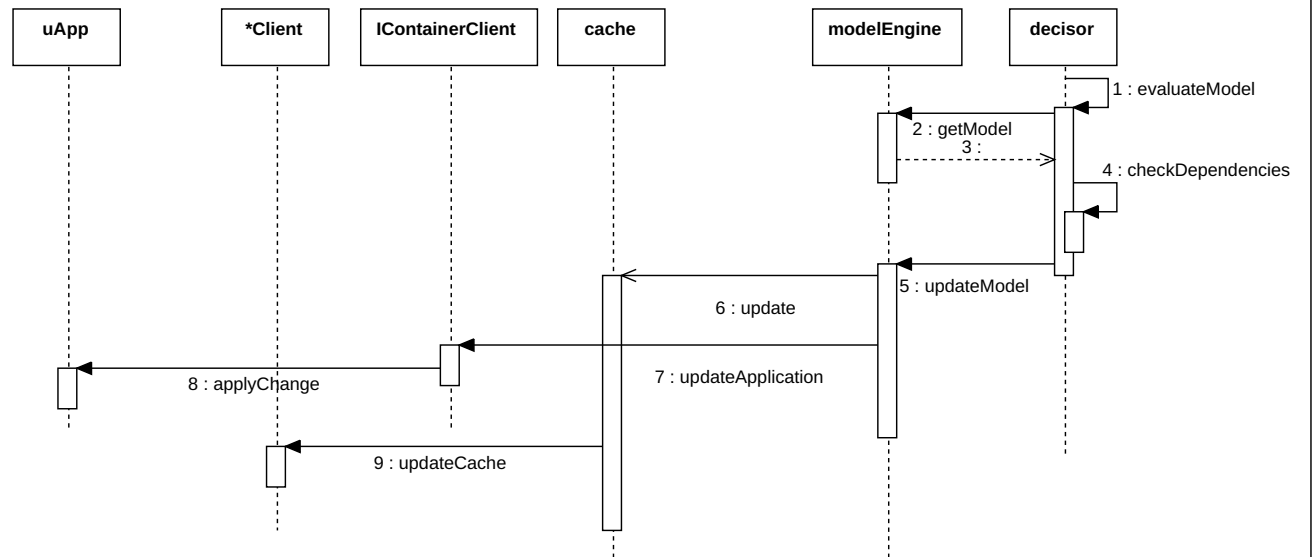 uApp
*Client
IContainerClient
cache
modelEngine
decisor
1 : evaluateModel
2 : getModel
3 :
4 : checkDependencies
5 : updateModel
6 : update
7 : updateApplication
8 : applyChange
9 : updateCache